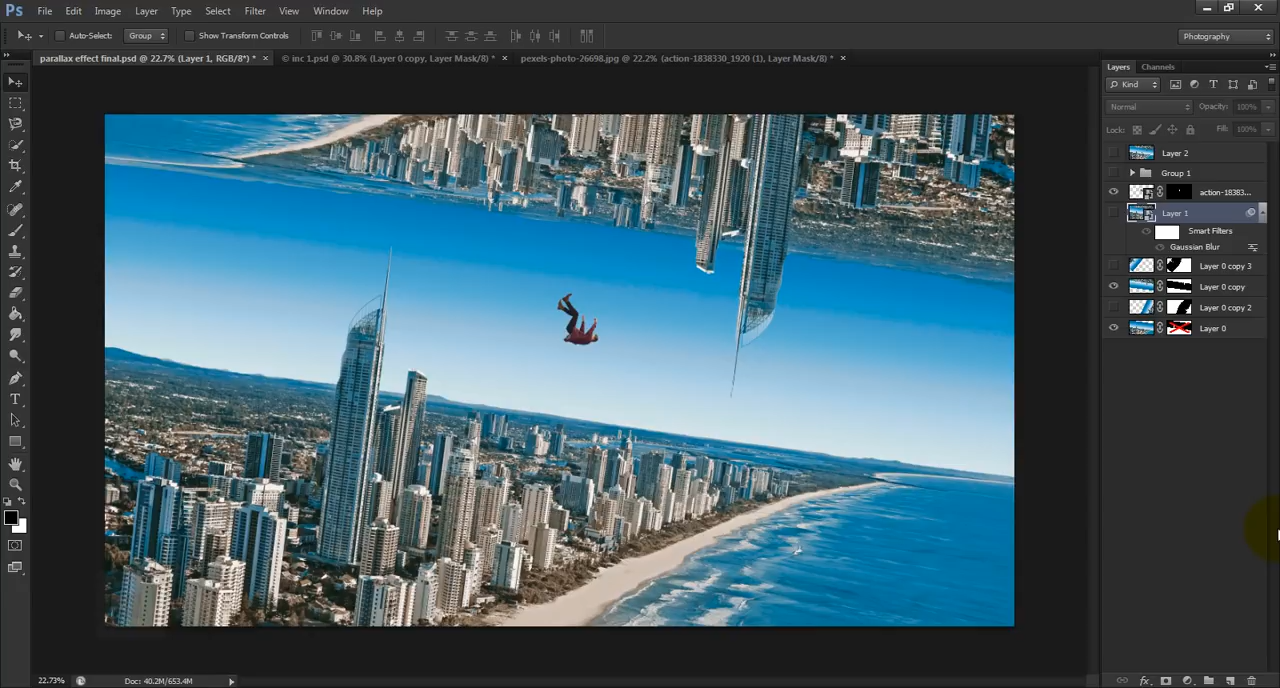 Ps File Edit Image Layer Type Select Filter View Window Help
Auto-Select: Group Show Transform Controls Photography
parallax effect final.psd @ 22.7% (Layer 1, RGB/8*) * × © inc 1.psd @ 30.8% (Layer 0 copy, Layer Mask/8) * × pexels-photo-26698.jpg @ 22.2% (action-1838330_1920 (1), Layer Mask/8) * ×
Layers Channels
Kind
Normal Opacity: 100%
Lock: Fill: 100%
Layer 2
Group 1
action-18383...
Layer 1
Smart Filters
Gaussian Blur
Layer 0 copy 3
Layer 0 copy
Layer 0 copy 2
Layer 0
22.73% Doc: 40.2M/653.4M
fx